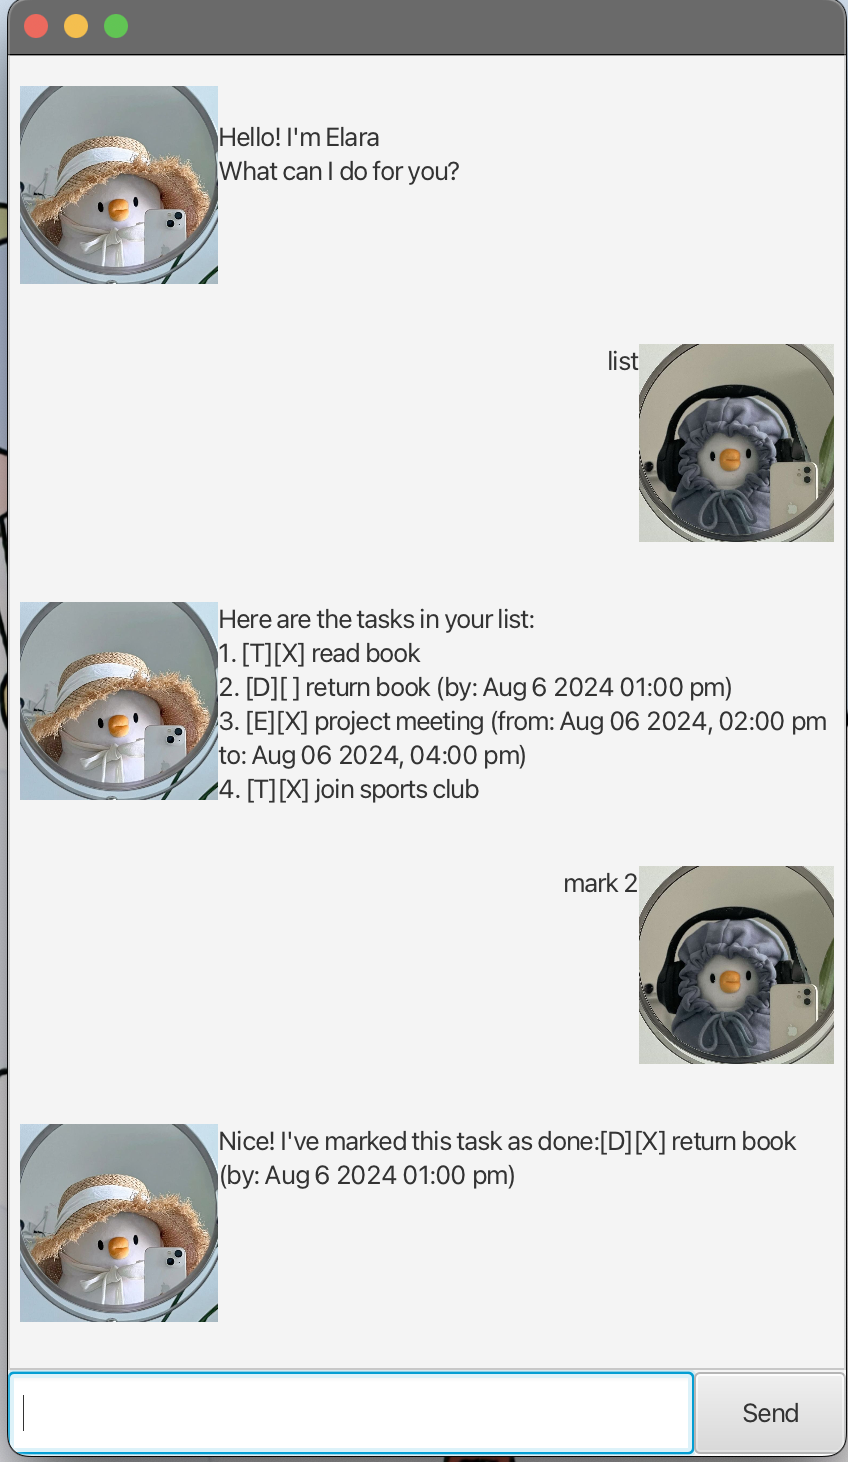 Hello! I'm Elara
What can I do for you?
list
Here are the tasks in your list:
1. [T][X] read book
2. [D][ ] return book (by: Aug 6 2024 01:00 pm)
3. [E][X] project meeting (from: Aug 06 2024, 02:00 pm
to: Aug 06 2024, 04:00 pm)
4. [T][X] join sports club
mark 2
Nice! I've marked this task as done:[D][X] return book
(by: Aug 6 2024 01:00 pm)
Send